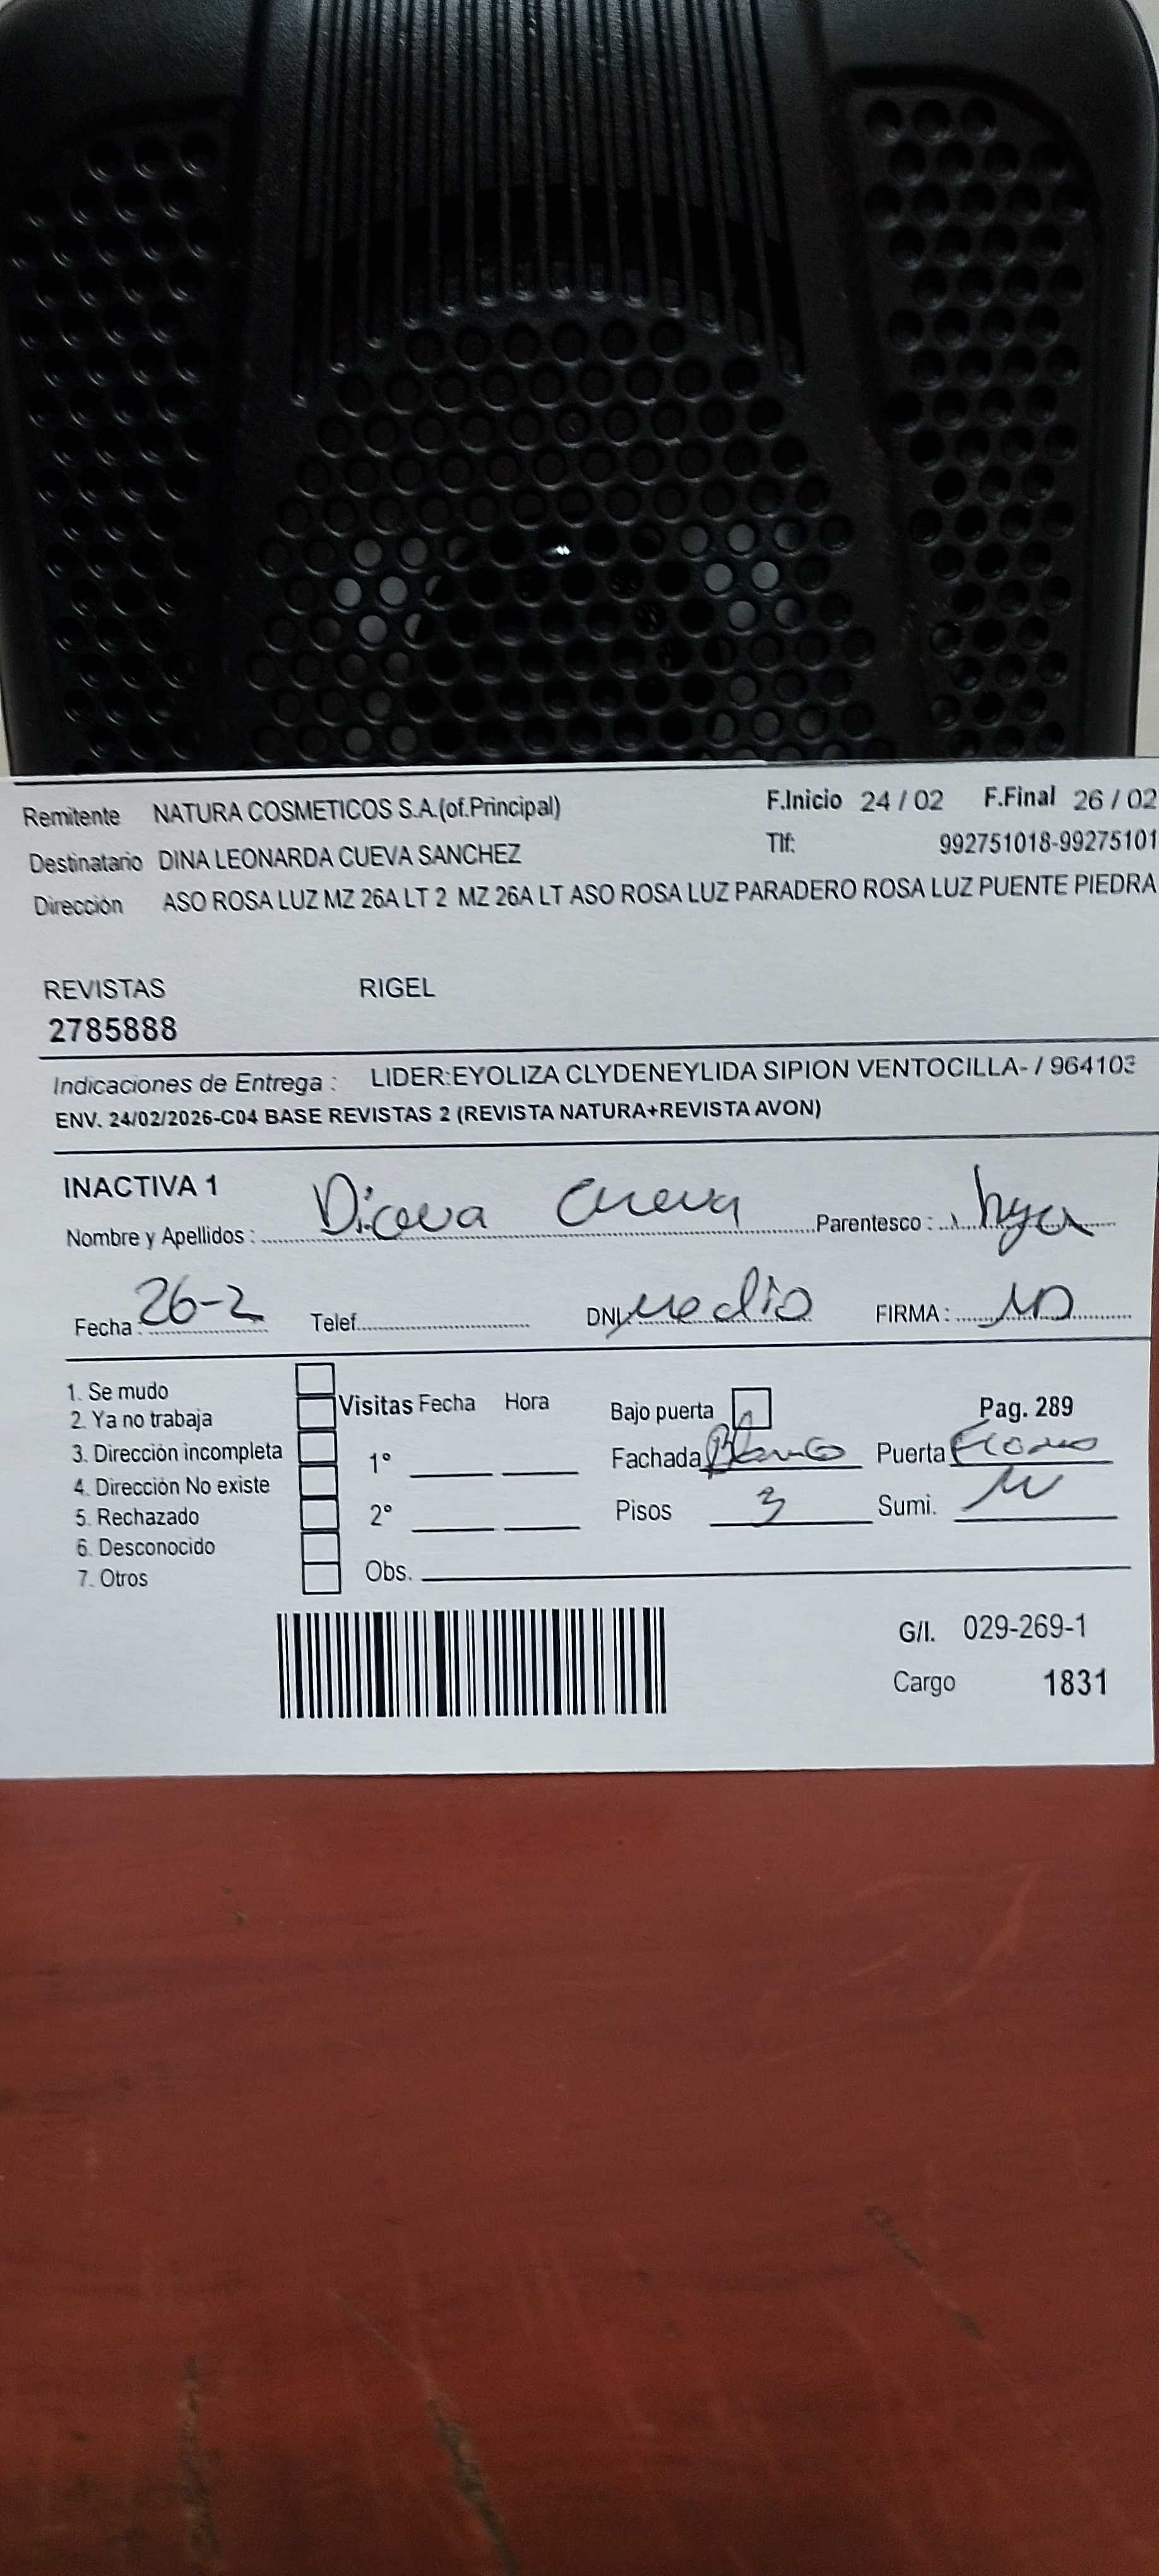 Remitente NATURA COSMETICOS S.A.(of.Principal) F.Inicio 24 / 02 F.Final 26 / 02
Destinatario DINA LEONARDA CUEVA SANCHEZ Tlf: 992751018-99275101
Dirección ASO ROSA LUZ MZ 26A LT 2 MZ 26A LT ASO ROSA LUZ PARADERO ROSA LUZ PUENTE PIEDRA
REVISTAS RIGEL
2785888
Indicaciones de Entrega : LIDER:EYOLIZA CLYDENEYLIDA SIPION VENTOCILLA- / 964103
ENV. 24/02/2026-C04 BASE REVISTAS 2 (REVISTA NATURA+REVISTA AVON)
INACTIVA 1
Nombre y Apellidos : Cueva Parentesco : hija
Fecha : 26-2 Telef. DNI. FIRMA :
1. Se mudo
2. Ya no trabaja
3. Dirección incompleta
4. Dirección No existe
5. Rechazado
6. Desconocido
7. Otros
Visitas Fecha Hora
1°
2°
Obs.
Bajo puerta Pag. 289
Fachada Blanco Puerta
Pisos 3 Sumi.
G/I. 029-269-1
Cargo 1831